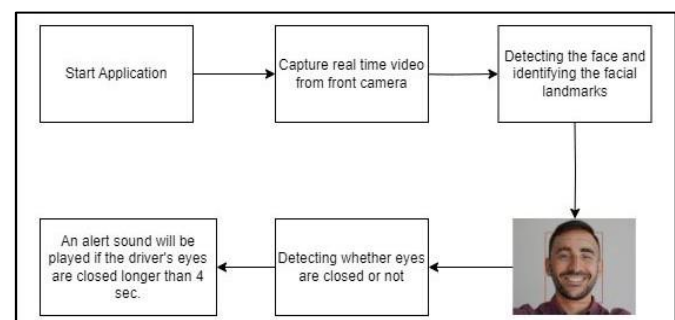 Start Application
Capture real time video
from front camera
Detecting the face and
identifying the facial
landmarks
An alert sound will be
played if the driver's eyes
are closed longer than 4
sec.
Detecting whether eyes
are closed or not